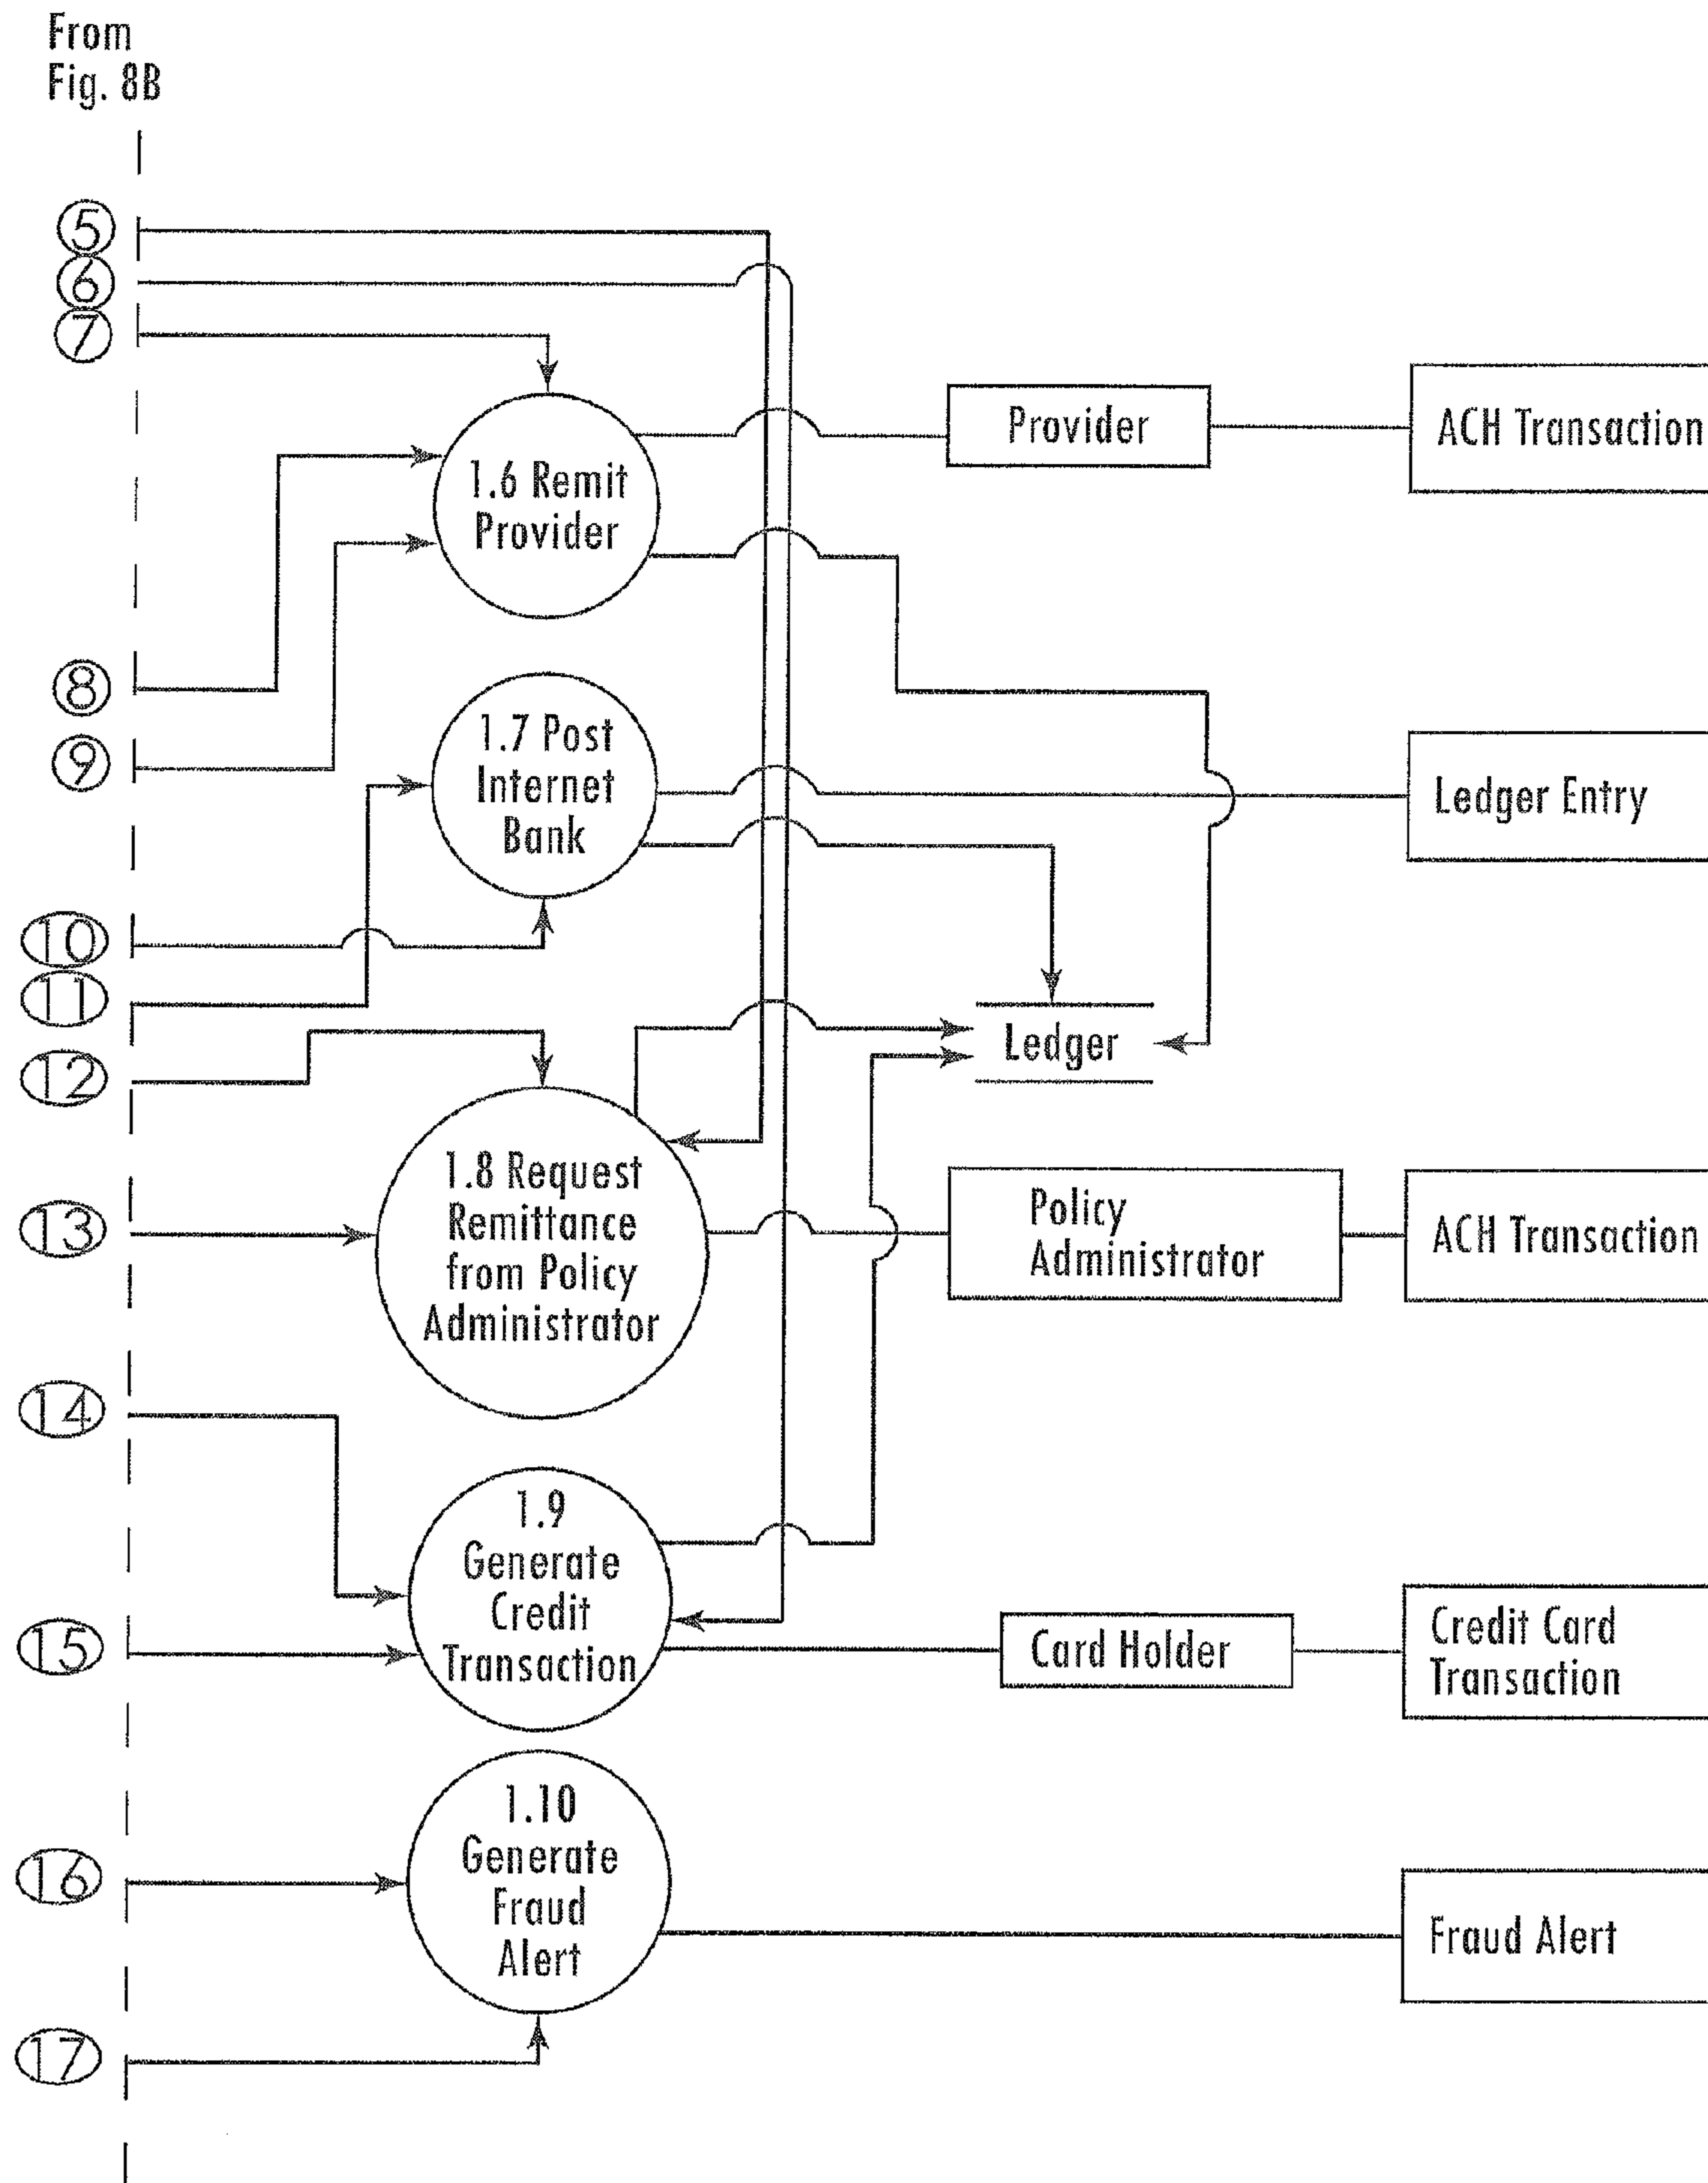 From
Fig. 8B
5
6
7
Provider
ACH Transaction
1.6 Remit
Provider
8
9
1.7 Post
Internet
Bank
Ledger Entry
10
11
12
Ledger
13
1.8 Request
Remittance
from Policy
Administrator
Policy
Administrator
ACH Transaction
14
15
1.9
Generate
Credit
Transaction
Card Holder
Credit Card
Transaction
16
1.10
Generate
Fraud
Alert
Fraud Alert
17